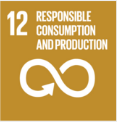 12 RESPONSIBLE
CONSUMPTION
AND PRODUCTION